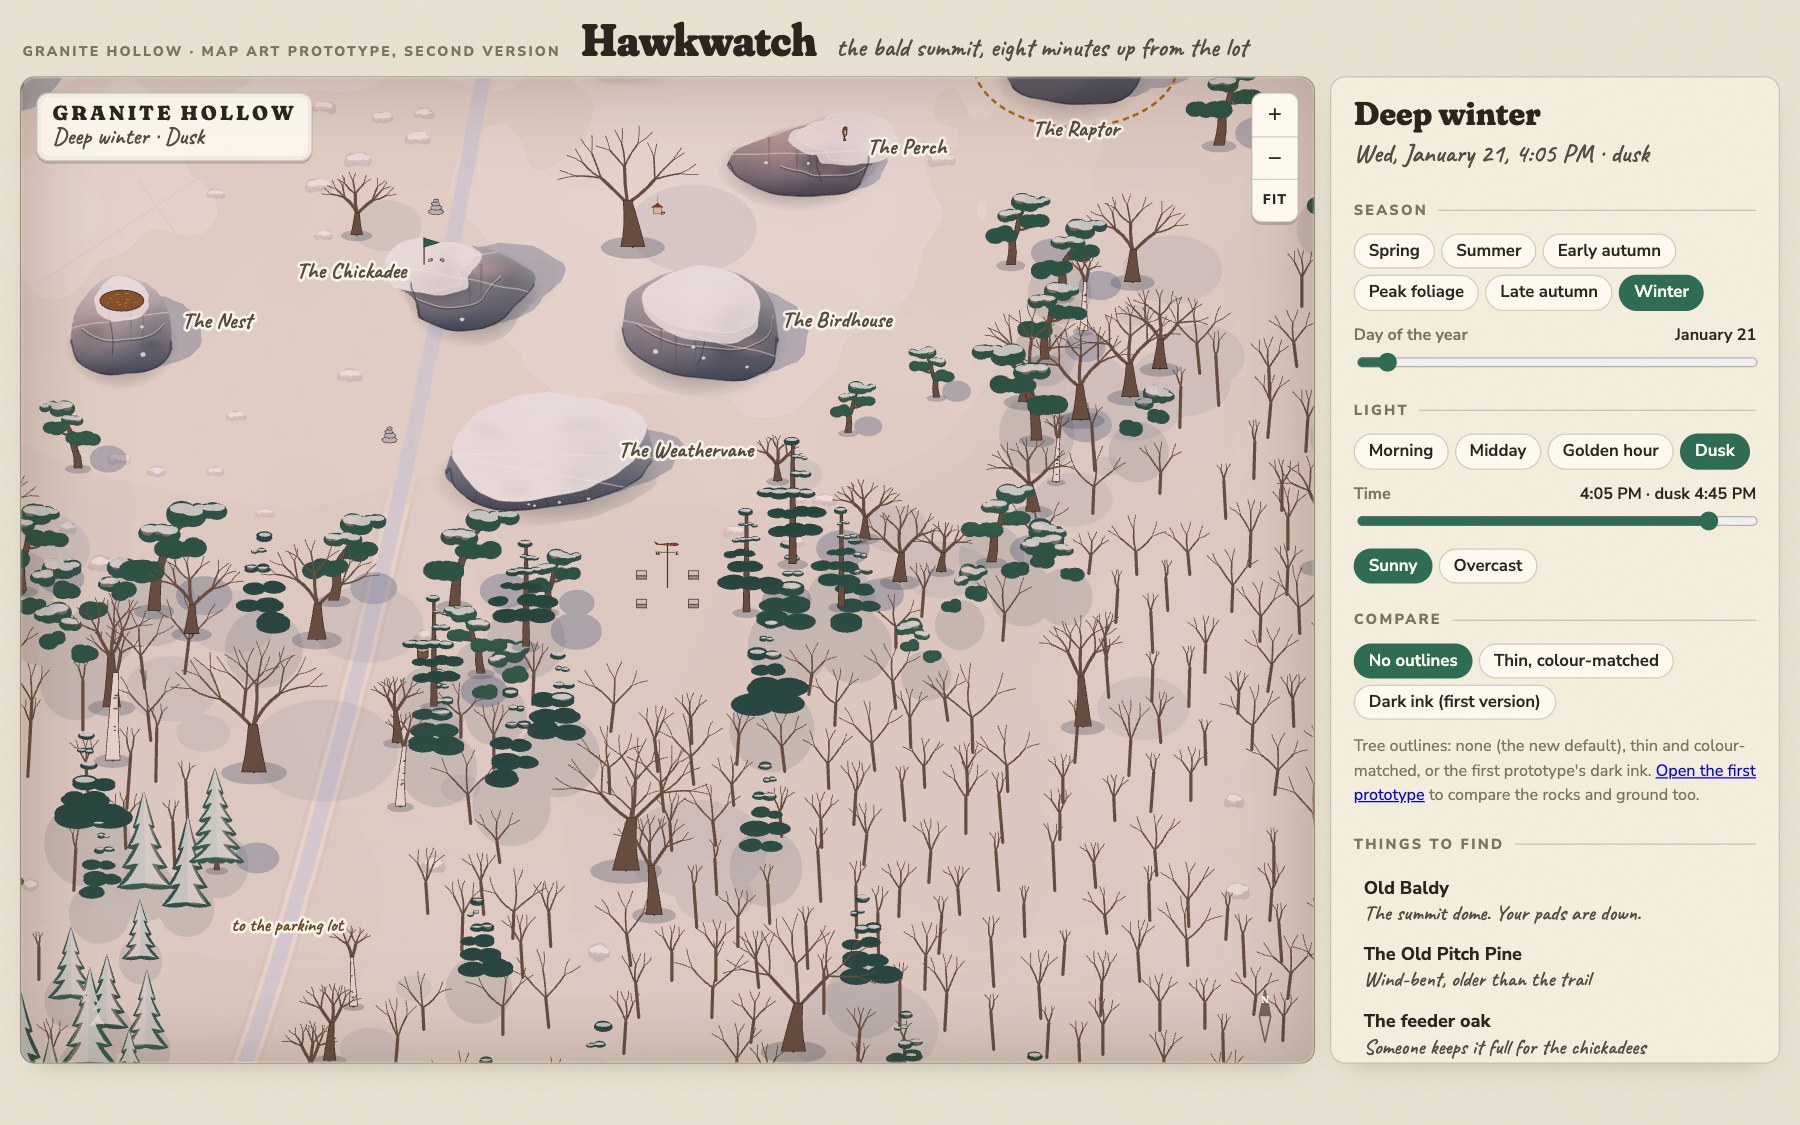 GRANITE HOLLOW · MAP ART PROTOTYPE, SECOND VERSION
Hawkwatch
the bald summit, eight minutes up from the lot
GRANITE HOLLOW
Deep winter · Dusk
The Raptor
The Perch
The Chickadee
The Nest
The Birdhouse
The Weathervane
to the parking lot
N
+
−
FIT
Deep winter
Wed, January 21, 4:05 PM · dusk
SEASON
Spring
Summer
Early autumn
Peak foliage
Late autumn
Winter
Day of the year
January 21
LIGHT
Morning
Midday
Golden hour
Dusk
Time
4:05 PM · dusk 4:45 PM
Sunny
Overcast
COMPARE
No outlines
Thin, colour-matched
Dark ink (first version)
Tree outlines: none (the new default), thin and colour-
matched, or the first prototype's dark ink. Open the first
prototype to compare the rocks and ground too.
THINGS TO FIND
Old Baldy
The summit dome. Your pads are down.
The Old Pitch Pine
Wind-bent, older than the trail
The feeder oak
Someone keeps it full for the chickadees